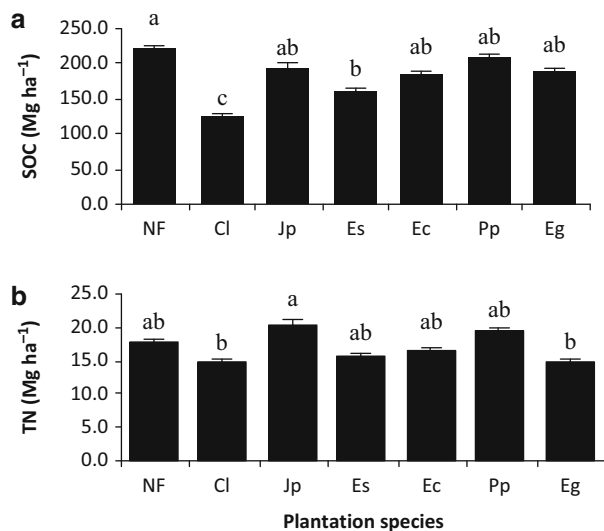 a
SOC (Mg ha⁻¹)
250.0
200.0
150.0
100.0
50.0
0.0
a
c
ab
b
ab
ab
ab
NF
Cl
Jp
Es
Ec
Pp
Eg
b
TN (Mg ha⁻¹)
25.0
20.0
15.0
10.0
5.0
0.0
ab
b
a
ab
ab
ab
b
NF
Cl
Jp
Es
Ec
Pp
Eg
Plantation species